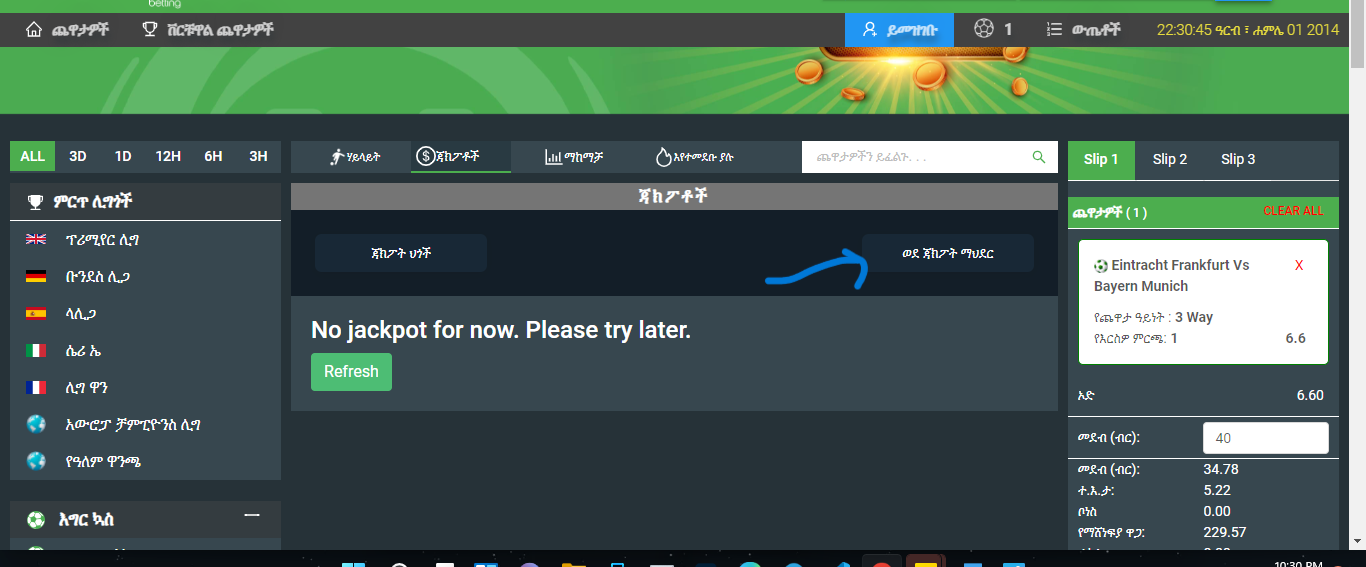 betting
ጨዋታዎች
ቨርቹዋል ጨዋታዎች
ይመዝገቡ
1
ውጤቶች
22:30:45 ዓርብ ፣ ሐምሌ 01 2014
ALL 3D 1D 12H 6H 3H
ሃይላይት
ጃክፖቶች
ማከማቻ
እየተመደቡ ያሉ
ጨዋታዎችን ይፈልጉ. . .
Slip 1 Slip 2 Slip 3
ምርጥ ሊግኦች
ፕሪሚየር ሊግ
ቡንደስ ሊጋ
ላሊጋ
ሴሪ ኤ
ሊግ ዋን
አውሮፓ ቻምፒዮንስ ሊግ
የዓለም ዋንጫ
እግር ኳስ
ጃክፖቶች
ጃክፖት ህጎች
ወደ ጃክፖት ማህደር
No jackpot for now. Please try later.
Refresh
ጨዋታዎች ( 1 ) CLEAR ALL
Eintracht Frankfurt Vs X
Bayern Munich
የጨዋታ ዓይነት : 3 Way
የእርስዎ ምርጫ: 1 6.6
ኦድ 6.60
መደብ (ብር): 40
መደብ (ብር): 34.78
ተ.እ.ታ: 5.22
ቦነስ 0.00
የማሸነፍያ ዋጋ: 229.57
10:30 PM